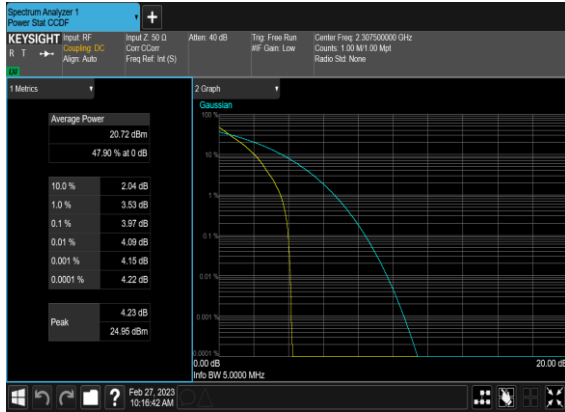 Spectrum Analyzer 1
Power Stat CCDF
KEYSIGHT
R T
LXI
Input: RF
Coupling: DC
Align: Auto
Input Z: 50 Ω
Corr CCorr
Freq Ref: Int (S)
Atten: 40 dB
Trig: Free Run
#IF Gain: Low
Center Freq: 2.307500000 GHz
Counts: 1.00 M/1.00 Mpt
Radio Std: None
1 Metrics
Average Power
20.72 dBm
47.90 % at 0 dB
10.0 % 2.04 dB
1.0 % 3.53 dB
0.1 % 3.97 dB
0.01 % 4.09 dB
0.001 % 4.15 dB
0.0001 % 4.22 dB
Peak
4.23 dB
24.95 dBm
2 Graph
Gaussian
100 %
10 %
1 %
0.1 %
0.01 %
0.001 %
0.0001 %
0.00 dB
20.00 dB
Info BW 5.0000 MHz
?
Feb 27, 2023
10:16:42 AM